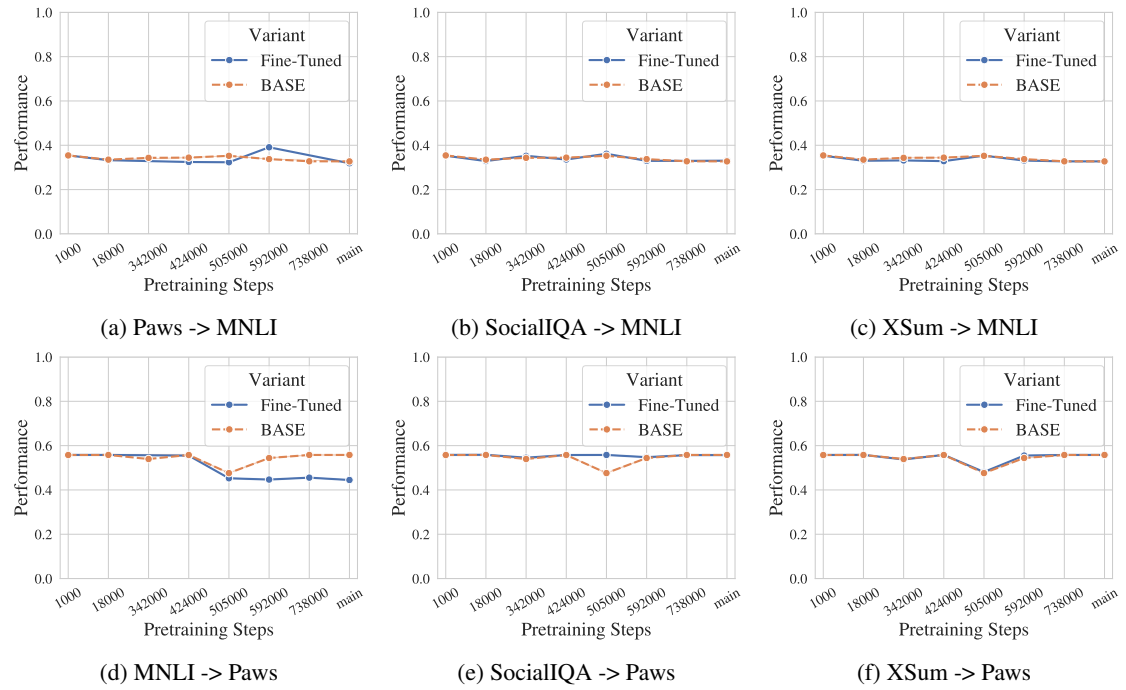 1.0
0.8
0.6
0.4
0.2
0.0
Performance
Variant
Fine-Tuned
BASE
1000
18000
342000
424000
505000
592000
738000
main
Pretraining Steps
(a) Paws -> MNLI
1.0
0.8
0.6
0.4
0.2
0.0
Performance
Variant
Fine-Tuned
BASE
1000
18000
342000
424000
505000
592000
738000
main
Pretraining Steps
(b) SocialIQA -> MNLI
1.0
0.8
0.6
0.4
0.2
0.0
Performance
Variant
Fine-Tuned
BASE
1000
18000
342000
424000
505000
592000
738000
main
Pretraining Steps
(c) XSum -> MNLI
1.0
0.8
0.6
0.4
0.2
0.0
Performance
Variant
Fine-Tuned
BASE
1000
18000
342000
424000
505000
592000
738000
main
Pretraining Steps
(d) MNLI -> Paws
1.0
0.8
0.6
0.4
0.2
0.0
Performance
Variant
Fine-Tuned
BASE
1000
18000
342000
424000
505000
592000
738000
main
Pretraining Steps
(e) SocialIQA -> Paws
1.0
0.8
0.6
0.4
0.2
0.0
Performance
Variant
Fine-Tuned
BASE
1000
18000
342000
424000
505000
592000
738000
main
Pretraining Steps
(f) XSum -> Paws